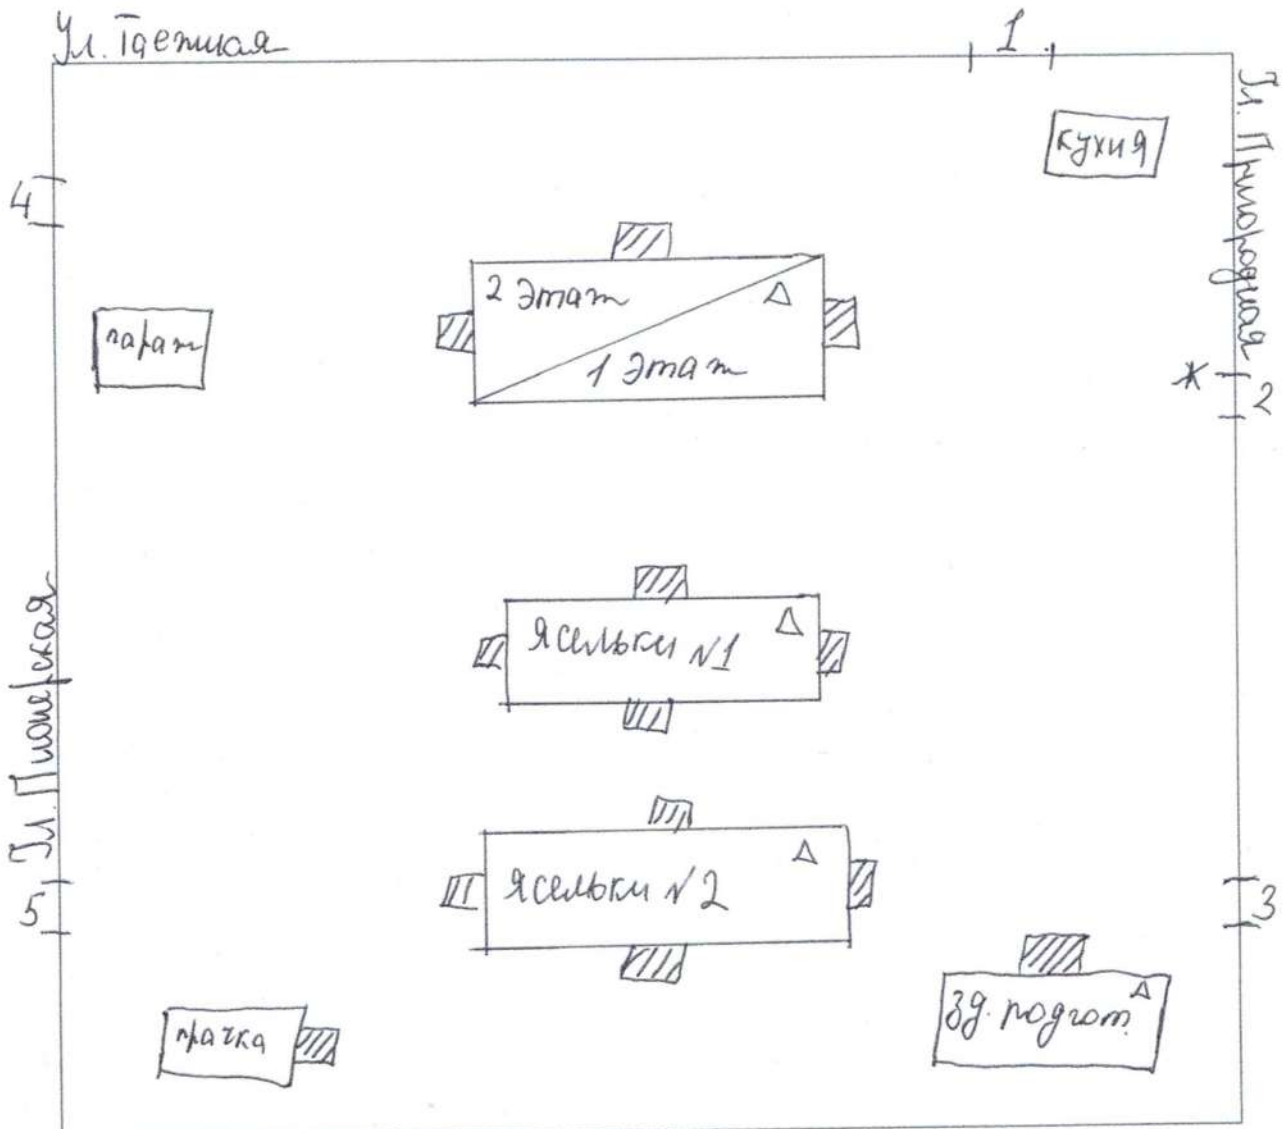 Ул. Таежная
1
Ул. Пригородная
кухня
4
2 Этаж
1 Этаж
гараж
ж
2
Ясельки №1
Ул. Пионерская
Ясельки №2
5
3
прачка
зд. подгот.